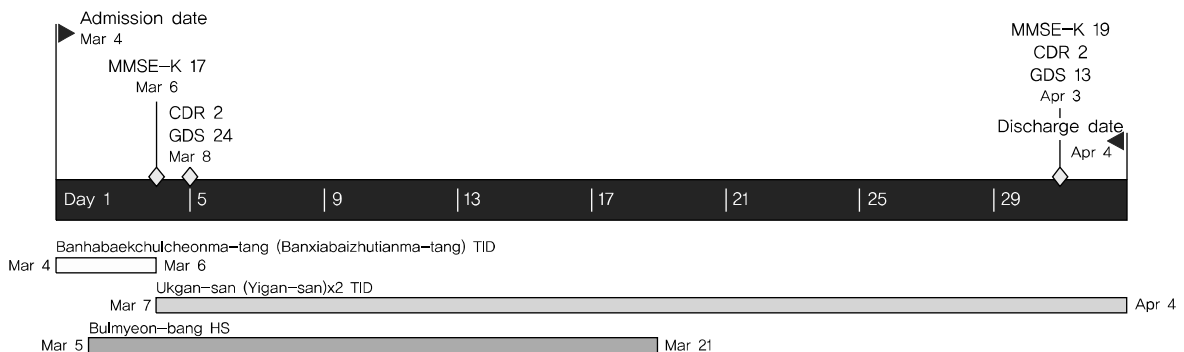 Admission date
Mar 4
MMSE-K 17
Mar 6
CDR 2
GDS 24
Mar 8
MMSE-K 19
CDR 2
GDS 13
Apr 3
Discharge date
Apr 4
Day 1 5 9 13 17 21 25 29
Banhabaekchulcheonma-tang (Banxiabaizhutianma-tang) TID
Mar 4 Mar 6
Ukgan-san (Yigan-san)x2 TID
Mar 7 Apr 4
Bulmyeon-bang HS
Mar 5 Mar 21